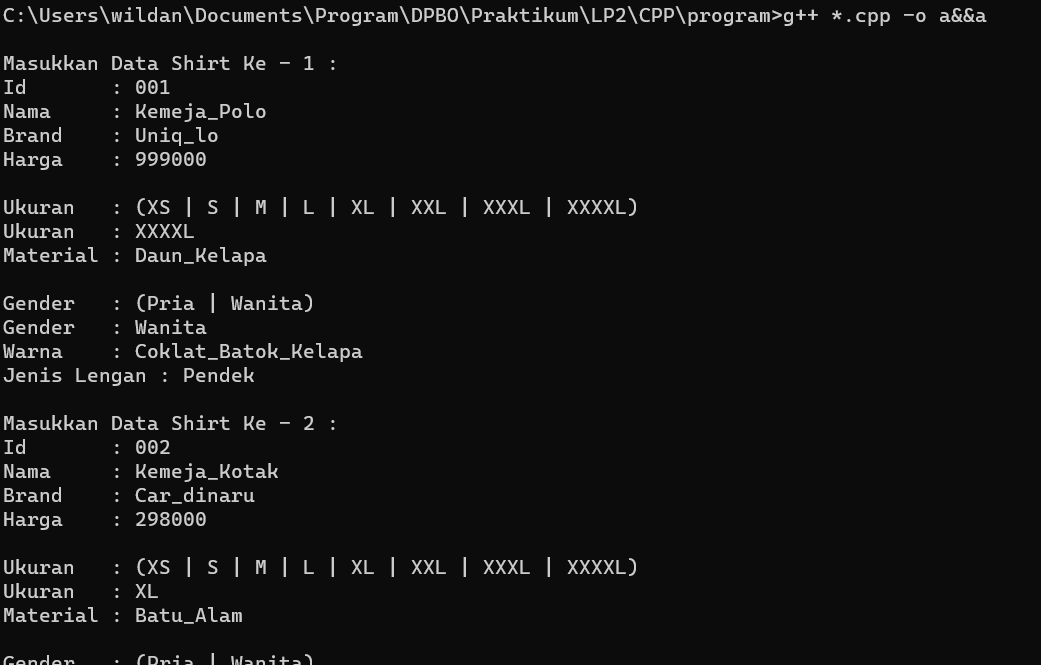 C:\Users\wildan\Documents\Program\DPBO\Praktikum\LP2\CPP\program>g++ *.cpp -o a&&a
Masukkan Data Shirt Ke - 1 :
Id       : 001
Nama     : Kemeja_Polo
Brand    : Uniq_lo
Harga    : 999000
Ukuran   : (XS | S | M | L | XL | XXL | XXXL | XXXXL)
Ukuran   : XXXXL
Material : Daun_Kelapa
Gender   : (Pria | Wanita)
Gender   : Wanita
Warna    : Coklat_Batok_Kelapa
Jenis Lengan : Pendek
Masukkan Data Shirt Ke - 2 :
Id       : 002
Nama     : Kemeja_Kotak
Brand    : Car_dinaru
Harga    : 298000
Ukuran   : (XS | S | M | L | XL | XXL | XXXL | XXXXL)
Ukuran   : XL
Material : Batu_Alam
Gender   : (Pria | Wanita)